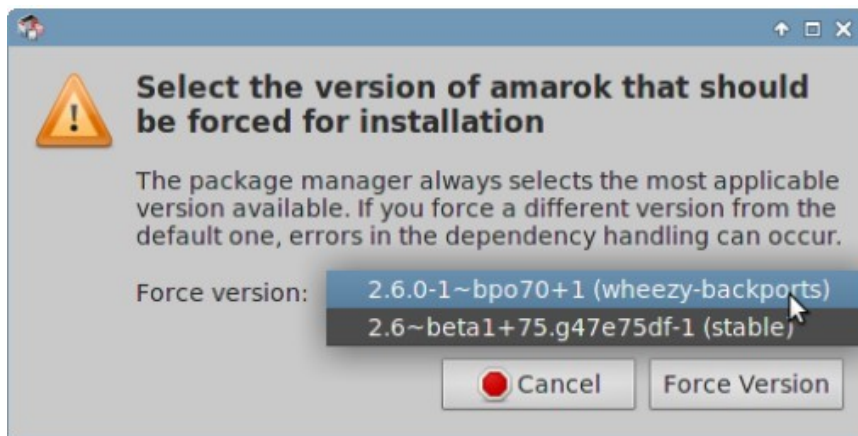 Select the version of amarok that should
be forced for installation
The package manager always selects the most applicable
version available. If you force a different version from the
default one, errors in the dependency handling can occur.
Force version: 2.6.0-1~bpo70+1 (wheezy-backports)
2.6~beta1+75.g47e75df-1 (stable)
Cancel Force Version